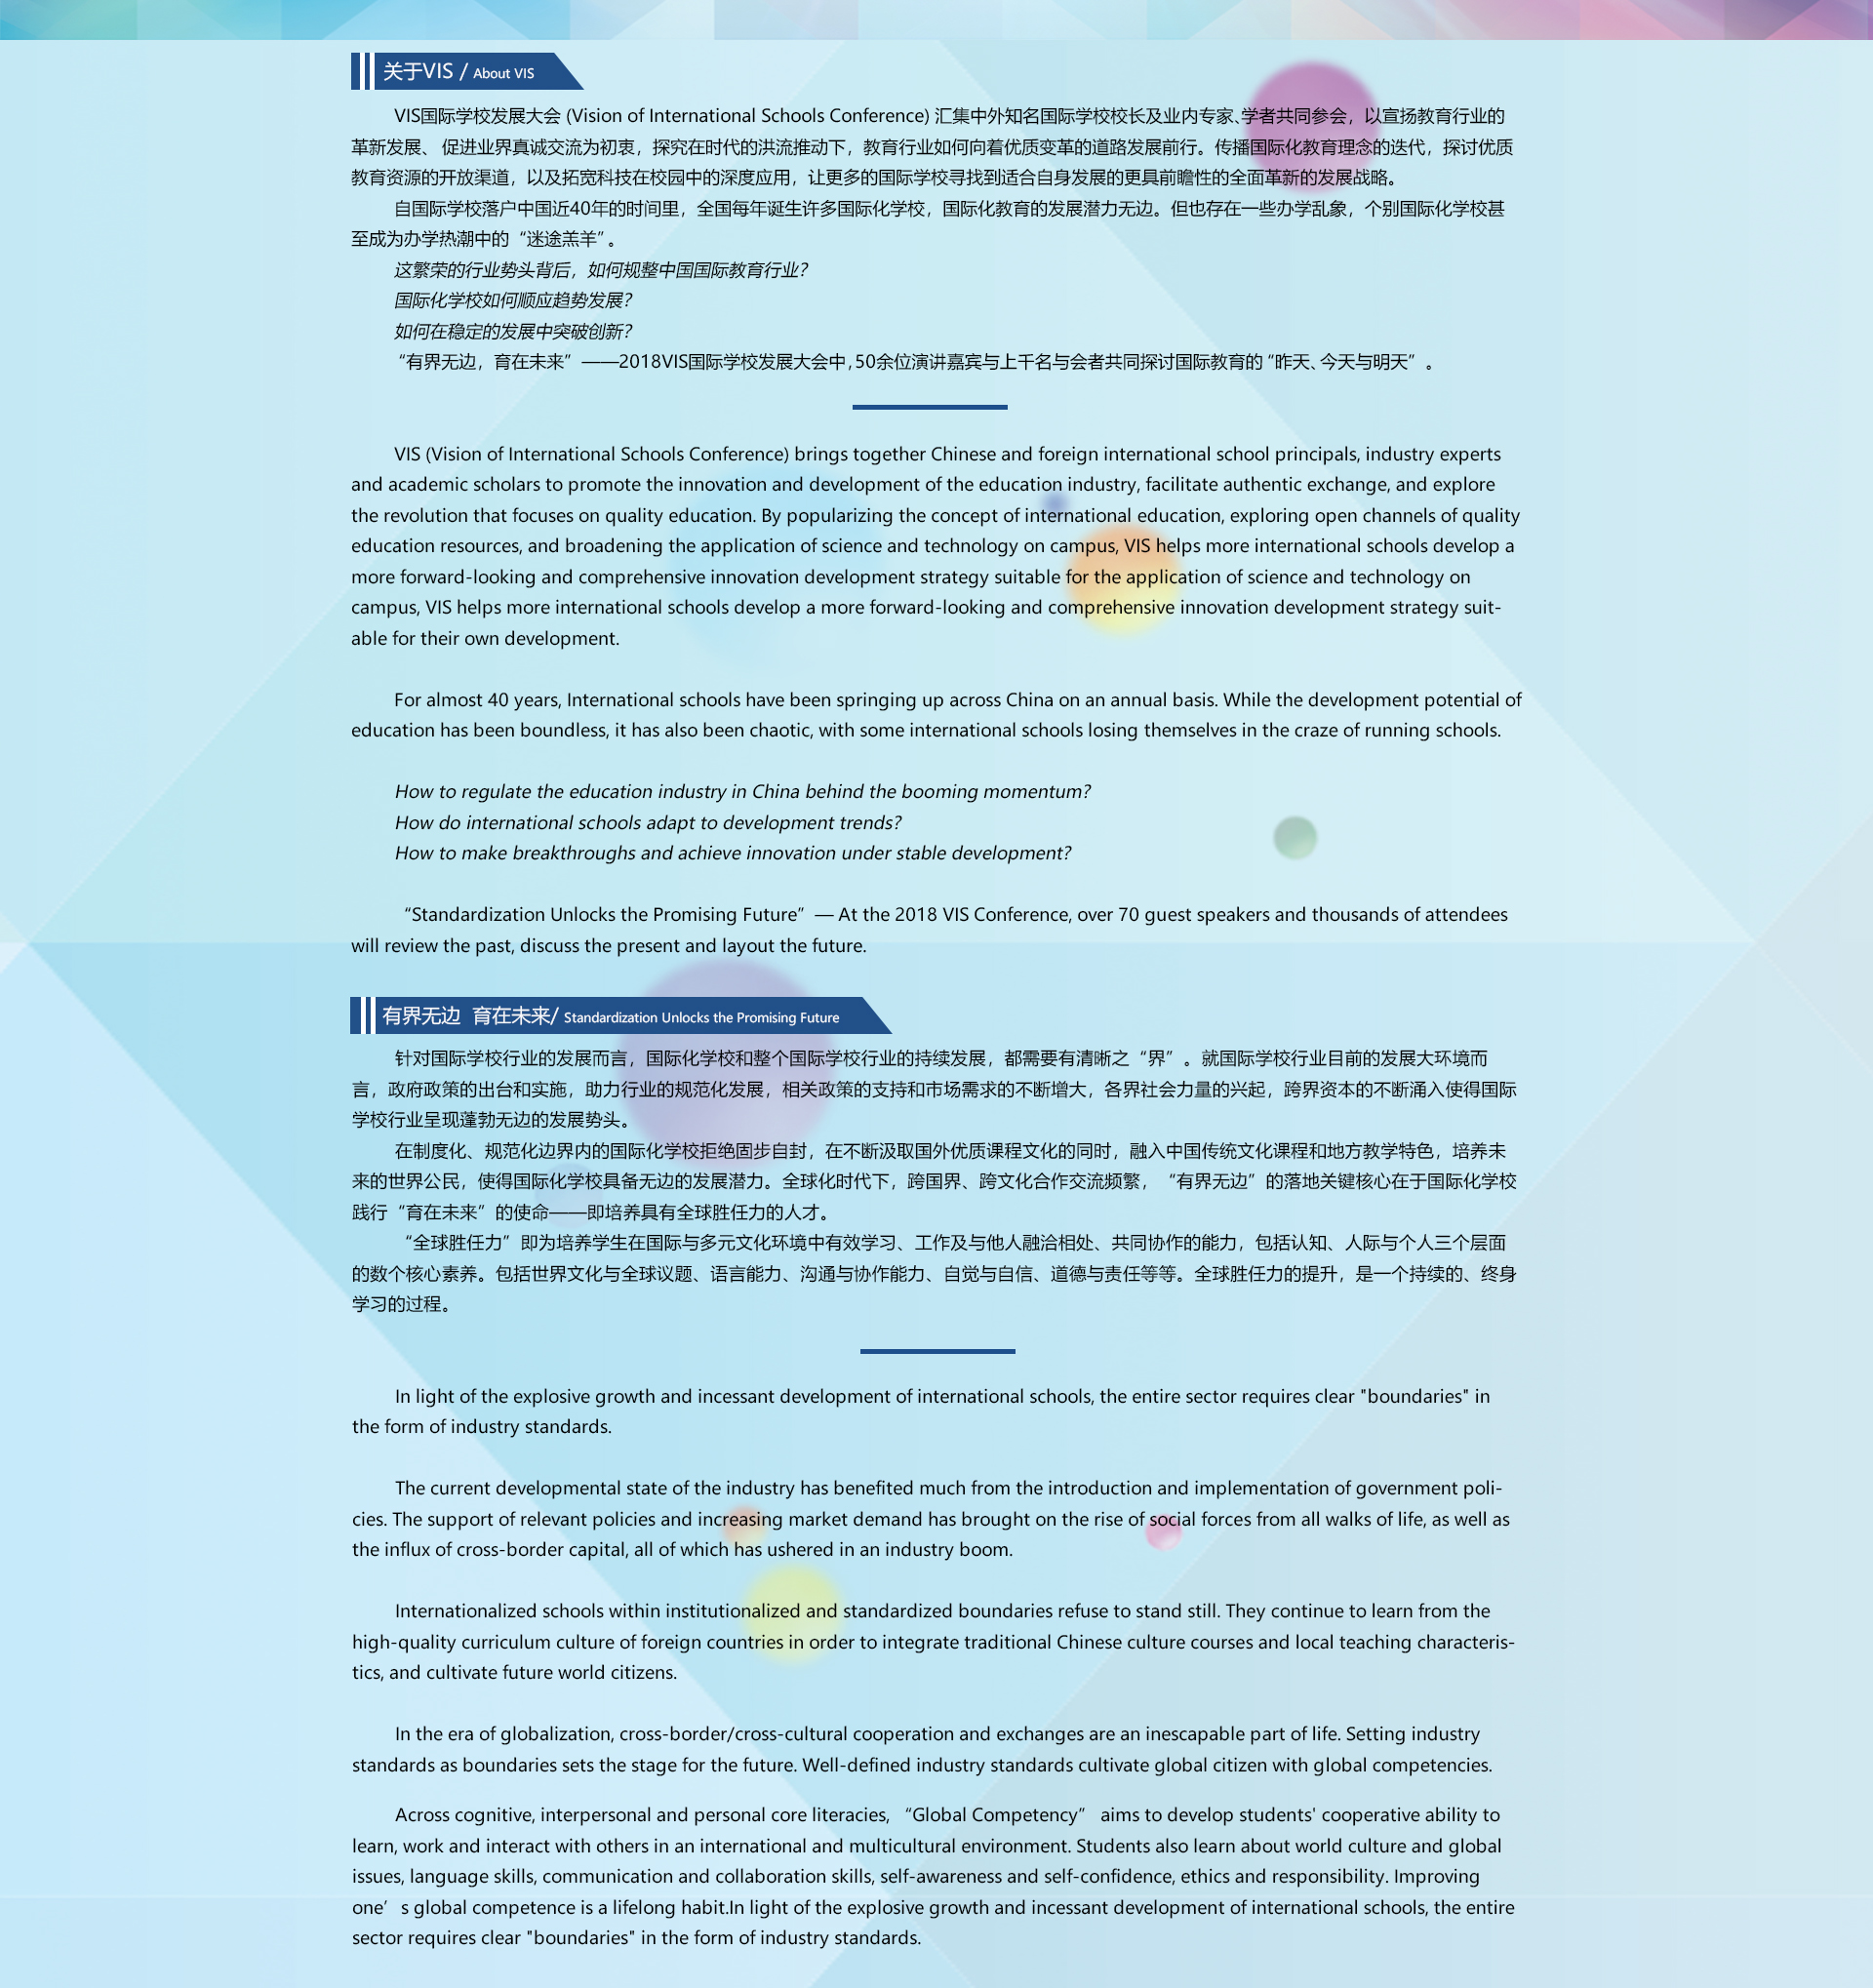 关于VIS / About VIS
VIS国际学校发展大会 (Vision of International Schools Conference) 汇集中外知名国际学校校长及业内专家、学者共同参会，以宣扬教育行业的
革新发展、 促进业界真诚交流为初衷，探究在时代的洪流推动下，教育行业如何向着优质变革的道路发展前行。传播国际化教育理念的迭代，探讨优质
教育资源的开放渠道，以及拓宽科技在校园中的深度应用，让更多的国际学校寻找到适合自身发展的更具前瞻性的全面革新的发展战略。
自国际学校落户中国近40年的时间里，全国每年诞生许多国际化学校，国际化教育的发展潜力无边。但也存在一些办学乱象，个别国际化学校甚
至成为办学热潮中的“迷途羔羊”。
这繁荣的行业势头背后，如何规整中国国际教育行业？
国际化学校如何顺应趋势发展？
如何在稳定的发展中突破创新？
“有界无边，育在未来”——2018VIS国际学校发展大会中，50余位演讲嘉宾与上千名与会者共同探讨国际教育的“昨天、今天与明天”。
VIS (Vision of International Schools Conference) brings together Chinese and foreign international school principals, industry experts
and academic scholars to promote the innovation and development of the education industry, facilitate authentic exchange, and explore
the revolution that focuses on quality education. By popularizing the concept of international education, exploring open channels of quality
education resources, and broadening the application of science and technology on campus, VIS helps more international schools develop a
more forward-looking and comprehensive innovation development strategy suitable for the application of science and technology on
campus, VIS helps more international schools develop a more forward-looking and comprehensive innovation development strategy suit-
able for their own development.
For almost 40 years, International schools have been springing up across China on an annual basis. While the development potential of
education has been boundless, it has also been chaotic, with some international schools losing themselves in the craze of running schools.
How to regulate the education industry in China behind the booming momentum?
How do international schools adapt to development trends?
How to make breakthroughs and achieve innovation under stable development?
“Standardization Unlocks the Promising Future” — At the 2018 VIS Conference, over 70 guest speakers and thousands of attendees
will review the past, discuss the present and layout the future.
有界无边 育在未来/ Standardization Unlocks the Promising Future
针对国际学校行业的发展而言，国际化学校和整个国际学校行业的持续发展，都需要有清晰之“界”。就国际学校行业目前的发展大环境而
言，政府政策的出台和实施，助力行业的规范化发展，相关政策的支持和市场需求的不断增大，各界社会力量的兴起，跨界资本的不断涌入使得国际
学校行业呈现蓬勃无边的发展势头。
在制度化、规范化边界内的国际化学校拒绝固步自封，在不断汲取国外优质课程文化的同时，融入中国传统文化课程和地方教学特色，培养未
来的世界公民，使得国际化学校具备无边的发展潜力。全球化时代下，跨国界、跨文化合作交流频繁，“有界无边”的落地关键核心在于国际化学校
践行“育在未来”的使命——即培养具有全球胜任力的人才。
“全球胜任力”即为培养学生在国际与多元文化环境中有效学习、工作及与他人融洽相处、共同协作的能力，包括认知、人际与个人三个层面
的数个核心素养。包括世界文化与全球议题、语言能力、沟通与协作能力、自觉与自信、道德与责任等等。全球胜任力的提升，是一个持续的、终身
学习的过程。
In light of the explosive growth and incessant development of international schools, the entire sector requires clear "boundaries" in
the form of industry standards.
The current developmental state of the industry has benefited much from the introduction and implementation of government poli-
cies. The support of relevant policies and increasing market demand has brought on the rise of social forces from all walks of life, as well as
the influx of cross-border capital, all of which has ushered in an industry boom.
Internationalized schools within institutionalized and standardized boundaries refuse to stand still. They continue to learn from the
high-quality curriculum culture of foreign countries in order to integrate traditional Chinese culture courses and local teaching characteris-
tics, and cultivate future world citizens.
In the era of globalization, cross-border/cross-cultural cooperation and exchanges are an inescapable part of life. Setting industry
standards as boundaries sets the stage for the future. Well-defined industry standards cultivate global citizen with global competencies.
Across cognitive, interpersonal and personal core literacies, “Global Competency” aims to develop students' cooperative ability to
learn, work and interact with others in an international and multicultural environment. Students also learn about world culture and global
issues, language skills, communication and collaboration skills, self-awareness and self-confidence, ethics and responsibility. Improving
one’s global competence is a lifelong habit.In light of the explosive growth and incessant development of international schools, the entire
sector requires clear "boundaries" in the form of industry standards.